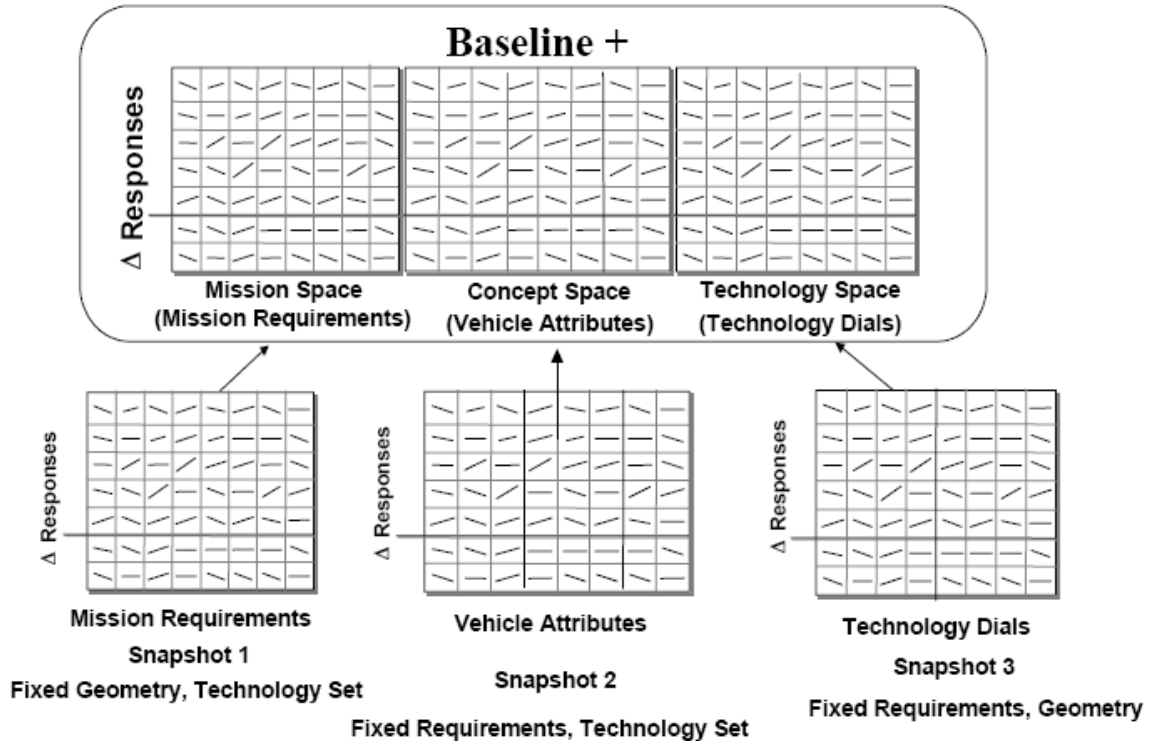 Baseline +
Δ Responses
Mission Space
(Mission Requirements)
Concept Space
(Vehicle Attributes)
Technology Space
(Technology Dials)
Δ Responses
Mission Requirements
Snapshot 1
Fixed Geometry, Technology Set
Δ Responses
Vehicle Attributes
Snapshot 2
Fixed Requirements, Technology Set
Δ Responses
Technology Dials
Snapshot 3
Fixed Requirements, Geometry